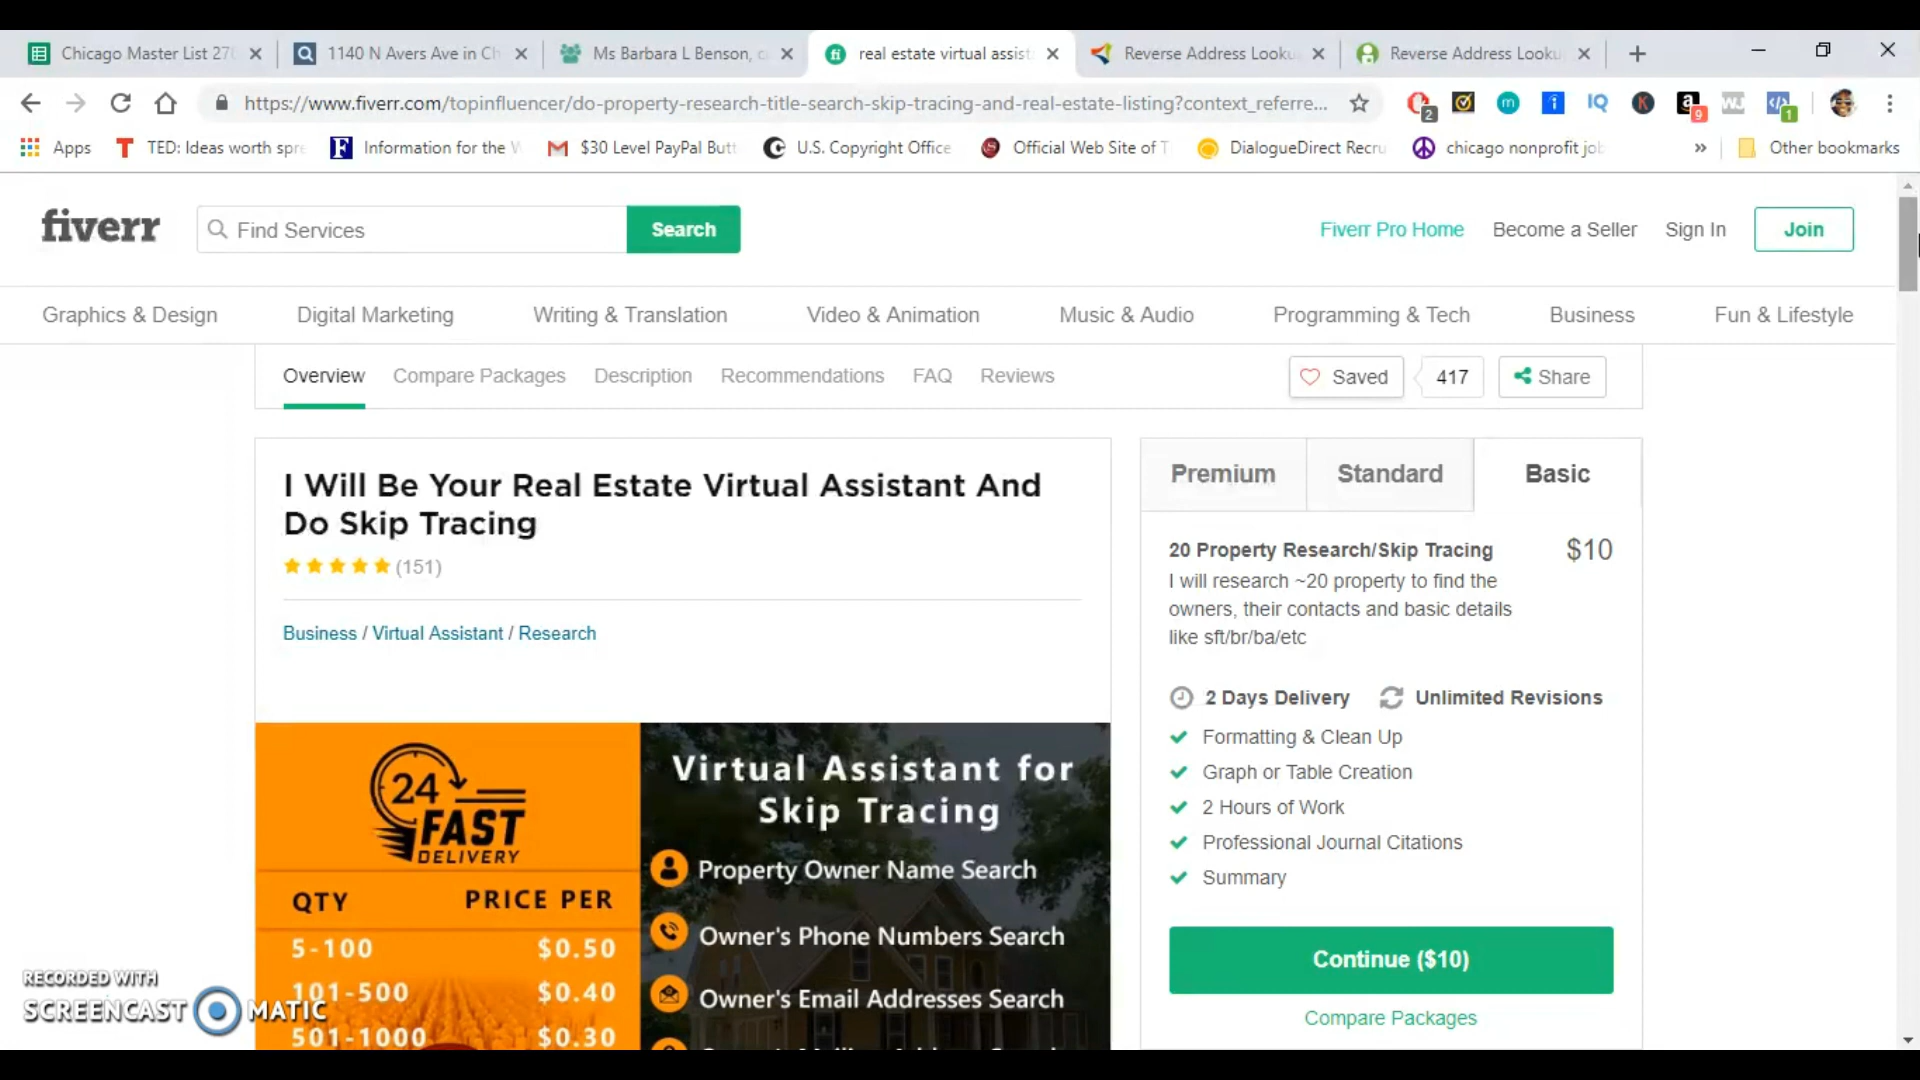 Chicago Master List 27
1140 N Avers Ave in Ch
Ms Barbara L Benson, c
real estate virtual assist
Reverse Address Looku
Reverse Address Looku
https://www.fiverr.com/topinfluencer/do-property-research-title-search-skip-tracing-and-real-estate-listing?context_referre...
2
IQ
K
a
9
WJ
1
Apps
TED: Ideas worth spre
Information for the
$30 Level PayPal Butt
U.S. Copyright Office
Official Web Site of T
DialogueDirect Recru
chicago nonprofit job
»
Other bookmarks
fiverr
Find Services
Search
Fiverr Pro Home
Become a Seller
Sign In
Join
Graphics & Design
Digital Marketing
Writing & Translation
Video & Animation
Music & Audio
Programming & Tech
Business
Fun & Lifestyle
Overview
Compare Packages
Description
Recommendations
FAQ
Reviews
Saved
417
Share
I Will Be Your Real Estate Virtual Assistant And
Do Skip Tracing
(151)
Business / Virtual Assistant / Research
24
FAST
DELIVERY
QTY PRICE PER
5-100 $0.50
101-500 $0.40
501-1000 $0.30
Virtual Assistant for
Skip Tracing
Property Owner Name Search
Owner's Phone Numbers Search
Owner's Email Addresses Search
Premium
Standard
Basic
20 Property Research/Skip Tracing $10
I will research ~20 property to find the
owners, their contacts and basic details
like sft/br/ba/etc
2 Days Delivery
Unlimited Revisions
Formatting & Clean Up
Graph or Table Creation
2 Hours of Work
Professional Journal Citations
Summary
Continue ($10)
Compare Packages
RECORDED WITH
SCREENCAST MATIC